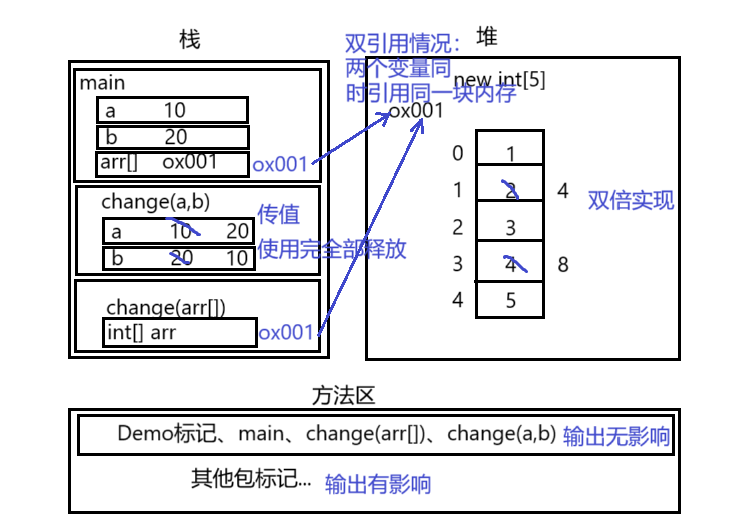 栈
双引用情况：
两个变量同
时引用同一块内存
堆
main
a 10
b 20
arr[] ox001
ox001
change(a,b)
传值
a 10 20
使用完全部释放
b 20 10
change(arr[])
int[] arr
ox001
new int[5]
ox001
0 1
1 2 4
双倍实现
2 3
3 4 8
4 5
方法区
Demo标记、main、change(arr[])、change(a,b)
输出无影响
其他包标记...
输出有影响